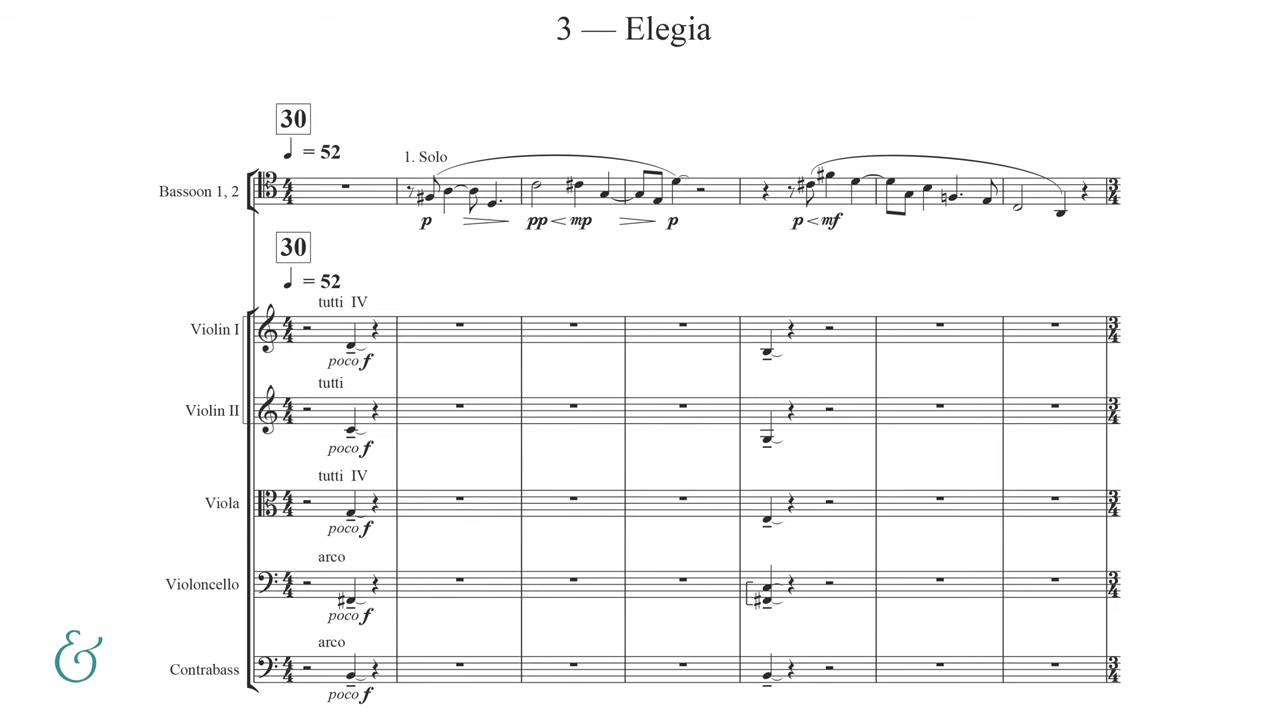 3 — Elegia
30
= 52
1. Solo
Bassoon 1, 2
p pp mp p p mf
30
= 52
tutti IV
Violin I
poco f
tutti
Violin II
poco f
tutti IV
Viola
poco f
arco
Violoncello
poco f
arco
Contrabass
poco f
&